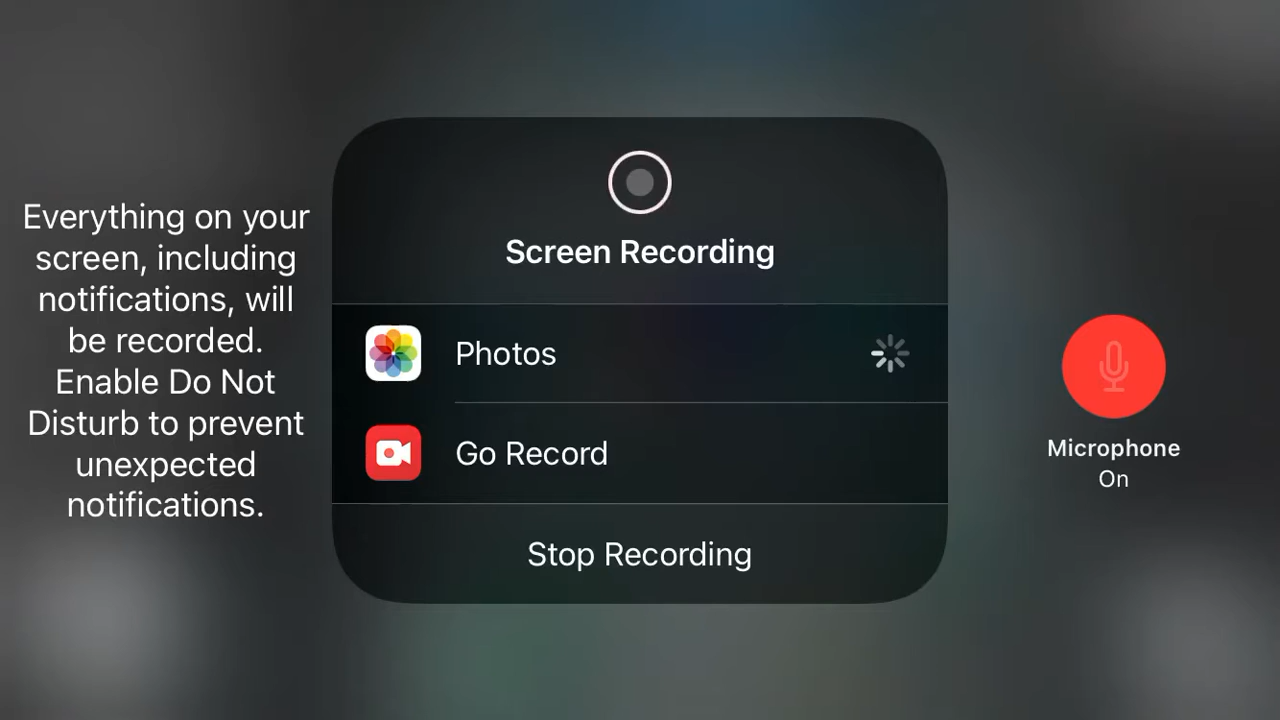 Everything on your
screen, including
notifications, will
be recorded.
Enable Do Not
Disturb to prevent
unexpected
notifications.
Screen Recording
Photos
Go Record
Stop Recording
Microphone
On